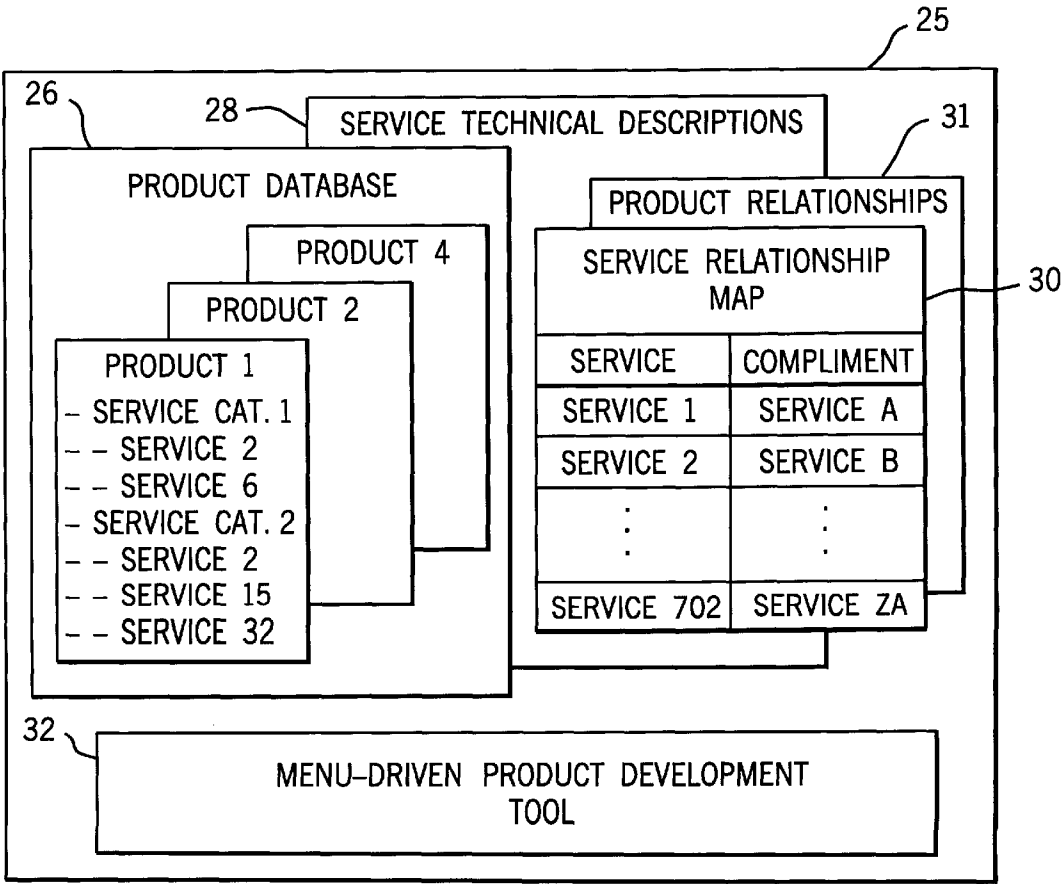 25
26
28
SERVICE TECHNICAL DESCRIPTIONS
31
PRODUCT DATABASE
PRODUCT RELATIONSHIPS
PRODUCT 4
PRODUCT 2
PRODUCT 1
– SERVICE CAT. 1
– – SERVICE 2
– – SERVICE 6
– SERVICE CAT. 2
– – SERVICE 2
– – SERVICE 15
– – SERVICE 32
SERVICE RELATIONSHIP
MAP
30
SERVICE COMPLIMENT
SERVICE 1 SERVICE A
SERVICE 2 SERVICE B
⋮ ⋮
SERVICE 702 SERVICE ZA
32
MENU–DRIVEN PRODUCT DEVELOPMENT
TOOL